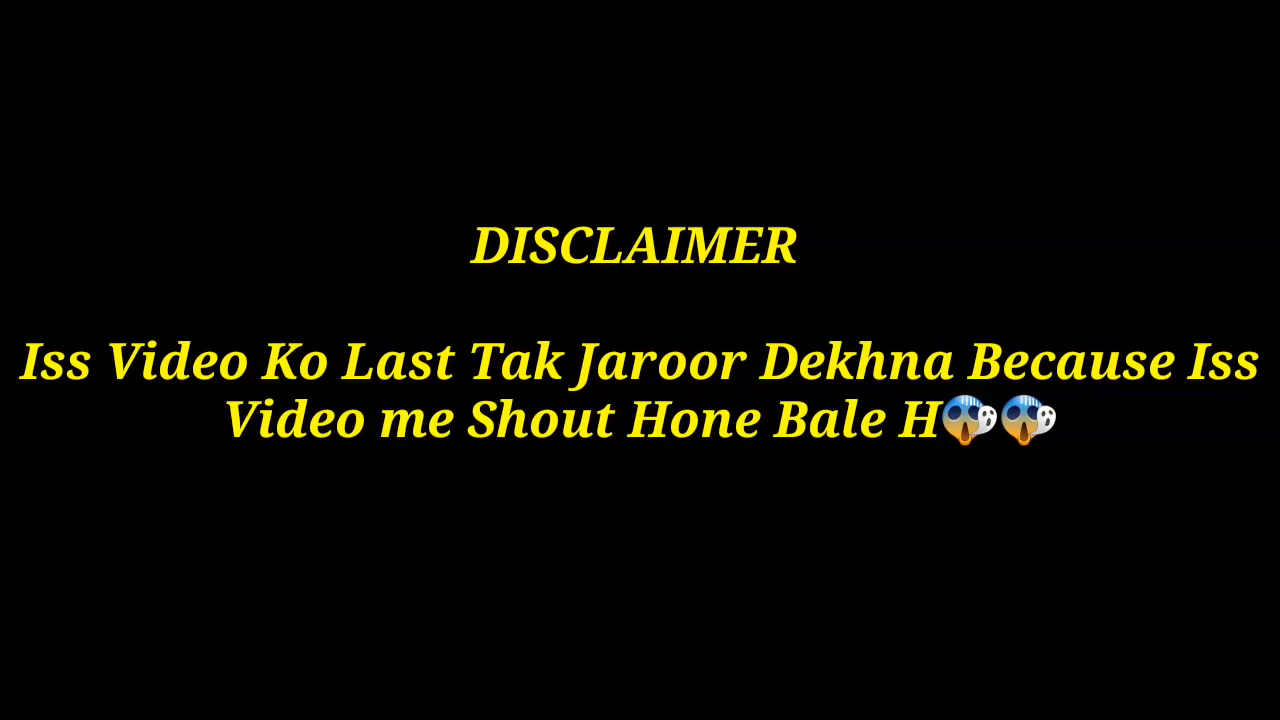 DISCLAIMER
Iss Video Ko Last Tak Jaroor Dekhna Because Iss
Video me Shout Hone Bale H😱👻😱👻